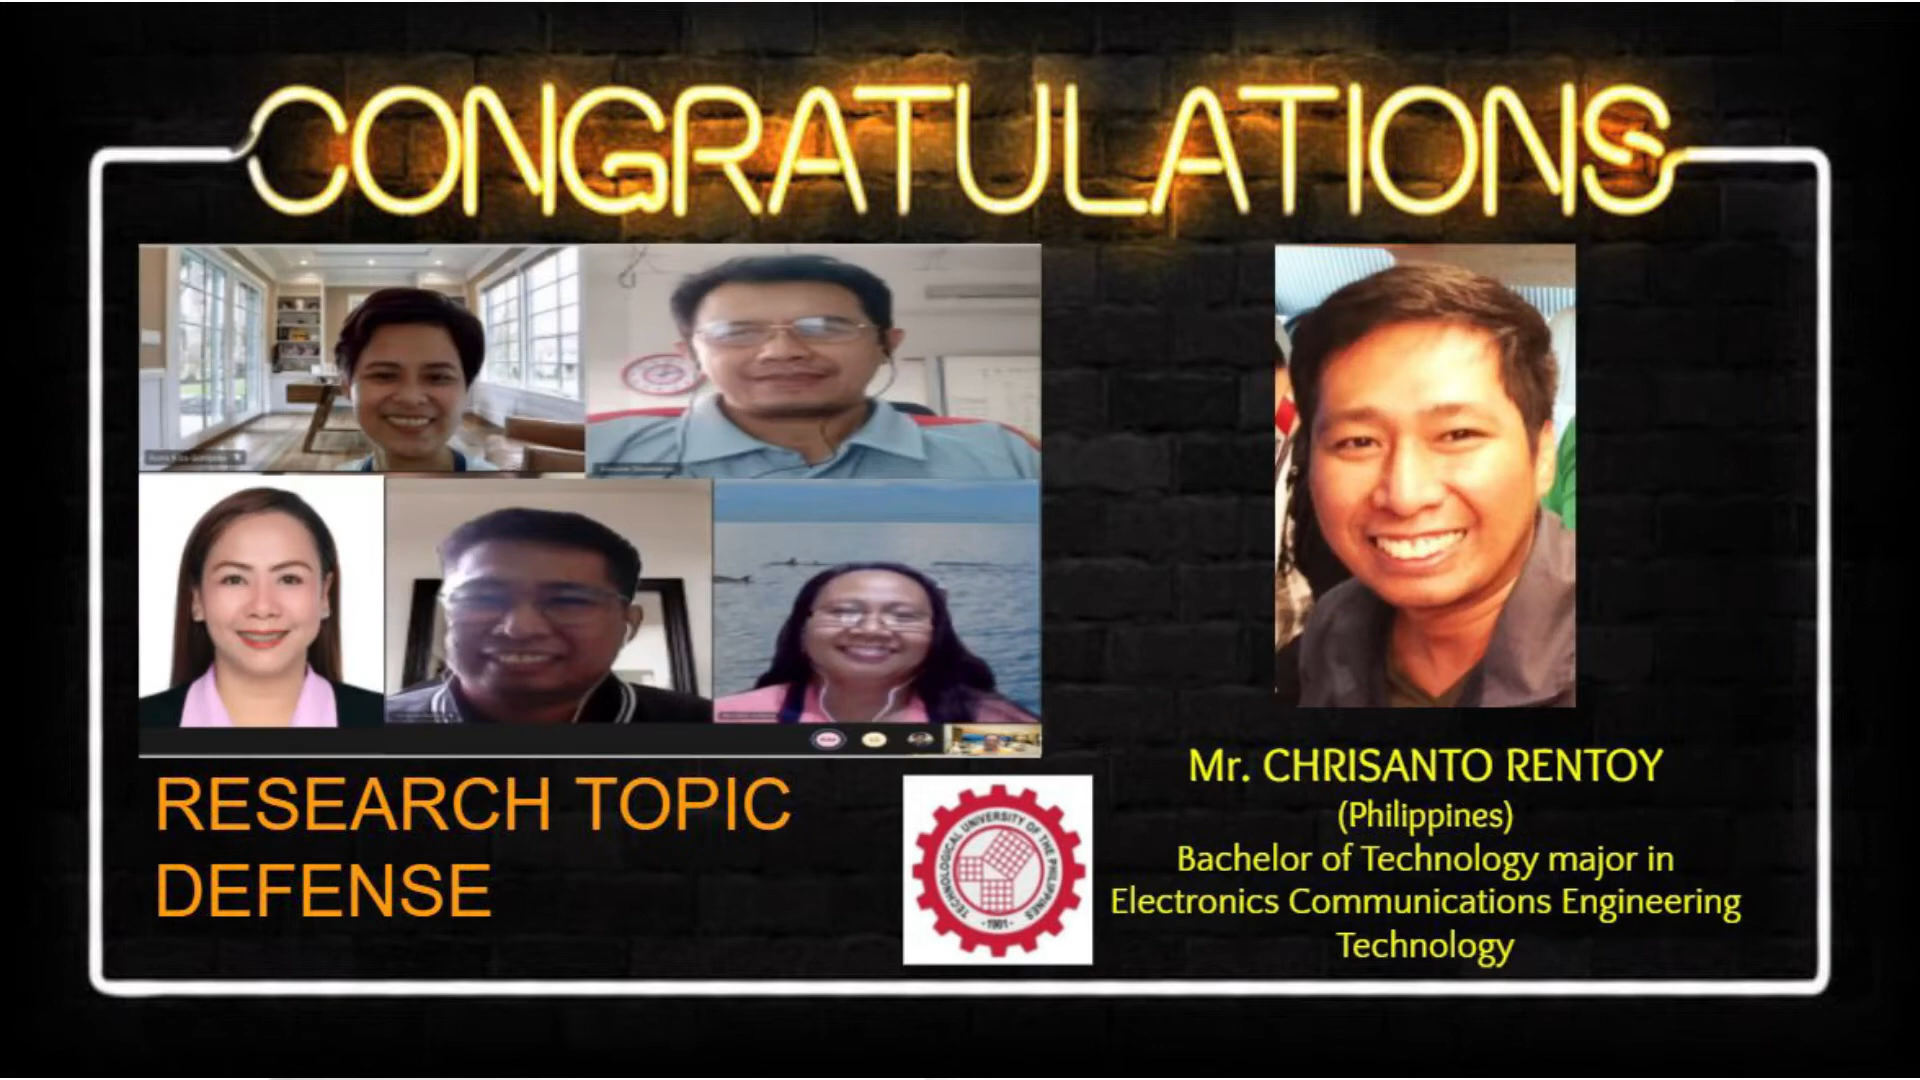 CONGRATULATIONS
RESEARCH TOPIC
DEFENSE
TECHNOLOGICAL UNIVERSITY OF THE PHILIPPINES
- 1901 -
Mr. CHRISANTO RENTOY
(Philippines)
Bachelor of Technology major in
Electronics Communications Engineering
Technology